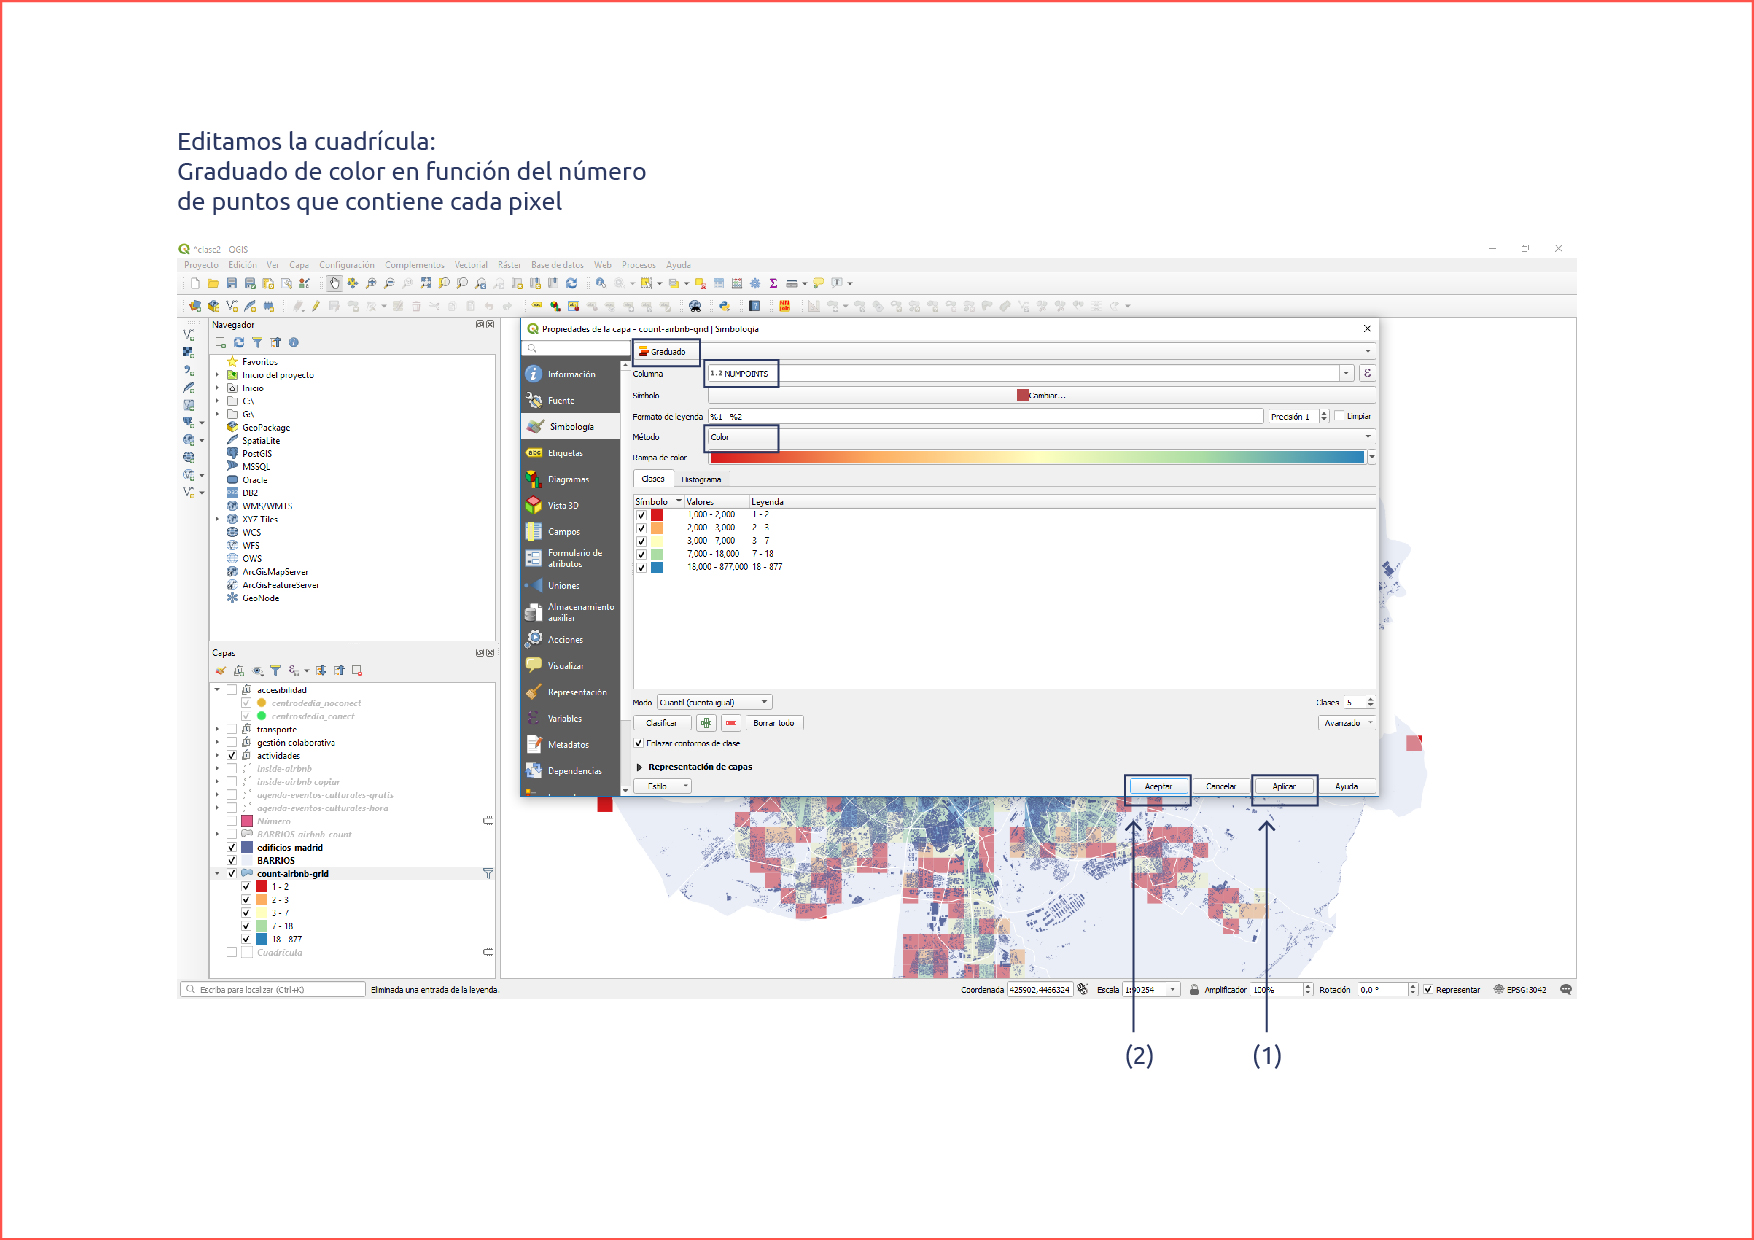 Editamos la cuadrícula:
Graduado de color en función del número
de puntos que contiene cada pixel
*clase2 - QGIS
Proyecto Edición Ver Capa Configuración Complementos Vectorial Ráster Base de datos Web Procesos Ayuda
Navegador
Favoritos
Inicio del proyecto
Inicio
C:\
G:\
GeoPackage
SpatiaLite
PostGIS
MSSQL
Oracle
DB2
WMS/WMTS
XYZ Tiles
WCS
WFS
OWS
ArcGisMapServer
ArcGisFeatureServer
GeoNode
Capas
accesibilidad
centrodedia_noconect
centrosdedia_conect
transporte
gestión colaborativa
actividades
inside-airbnb
inside-airbnb copiar
agenda-eventos-culturales-gratis
agenda-eventos-culturales-hora
Número
BARRIOS_airbnb_count
edificios madrid
BARRIOS
count-airbnb-grid
1 - 2
2 - 3
3 - 7
7 - 18
18 - 877
Cuadrícula
Propiedades de la capa - count-airbnb-grid | Simbología
Información
Fuente
Simbología
Etiquetas
Diagramas
Vista 3D
Campos
Formulario de
atributos
Uniones
Almacenamiento
auxiliar
Acciones
Visualizar
Representación
Variables
Metadatos
Dependencias
Graduado
Columna 1.2 NUMPOINTS
Símbolo Cambiar...
Formato de leyenda %1 - %2 Precisión 1 Limpiar
Método Color
Rampa de color
Clases Histograma
Símbolo Valores Leyenda
1,000 - 2,000 1 - 2
2,000 - 3,000 2 - 3
3,000 - 7,000 3 - 7
7,000 - 18,000 7 - 18
18,000 - 877,000 18 - 877
Modo Cuantil (cuenta igual) Clases 5
Clasificar Borrar todo Avanzado
Enlazar contornos de clase
Representación de capas
Estilo Aceptar Cancelar Aplicar Ayuda
Escriba para localizar (Ctrl+K) Eliminada una entrada de la leyenda. Coordenada 425902,4466324 Escala 1:90254 Amplificador 100% Rotación 0,0 ° Representar EPSG:3042
(2) (1)